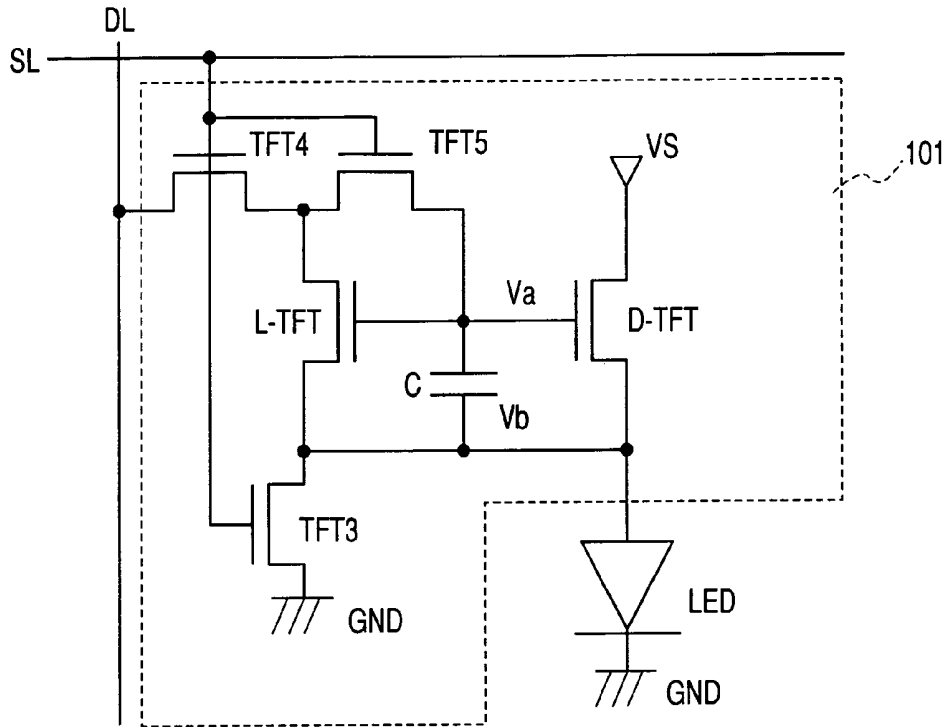 DL
SL
TFT4
TFT5
VS
101
L-TFT
Va
D-TFT
C
Vb
TFT3
GND
LED
GND